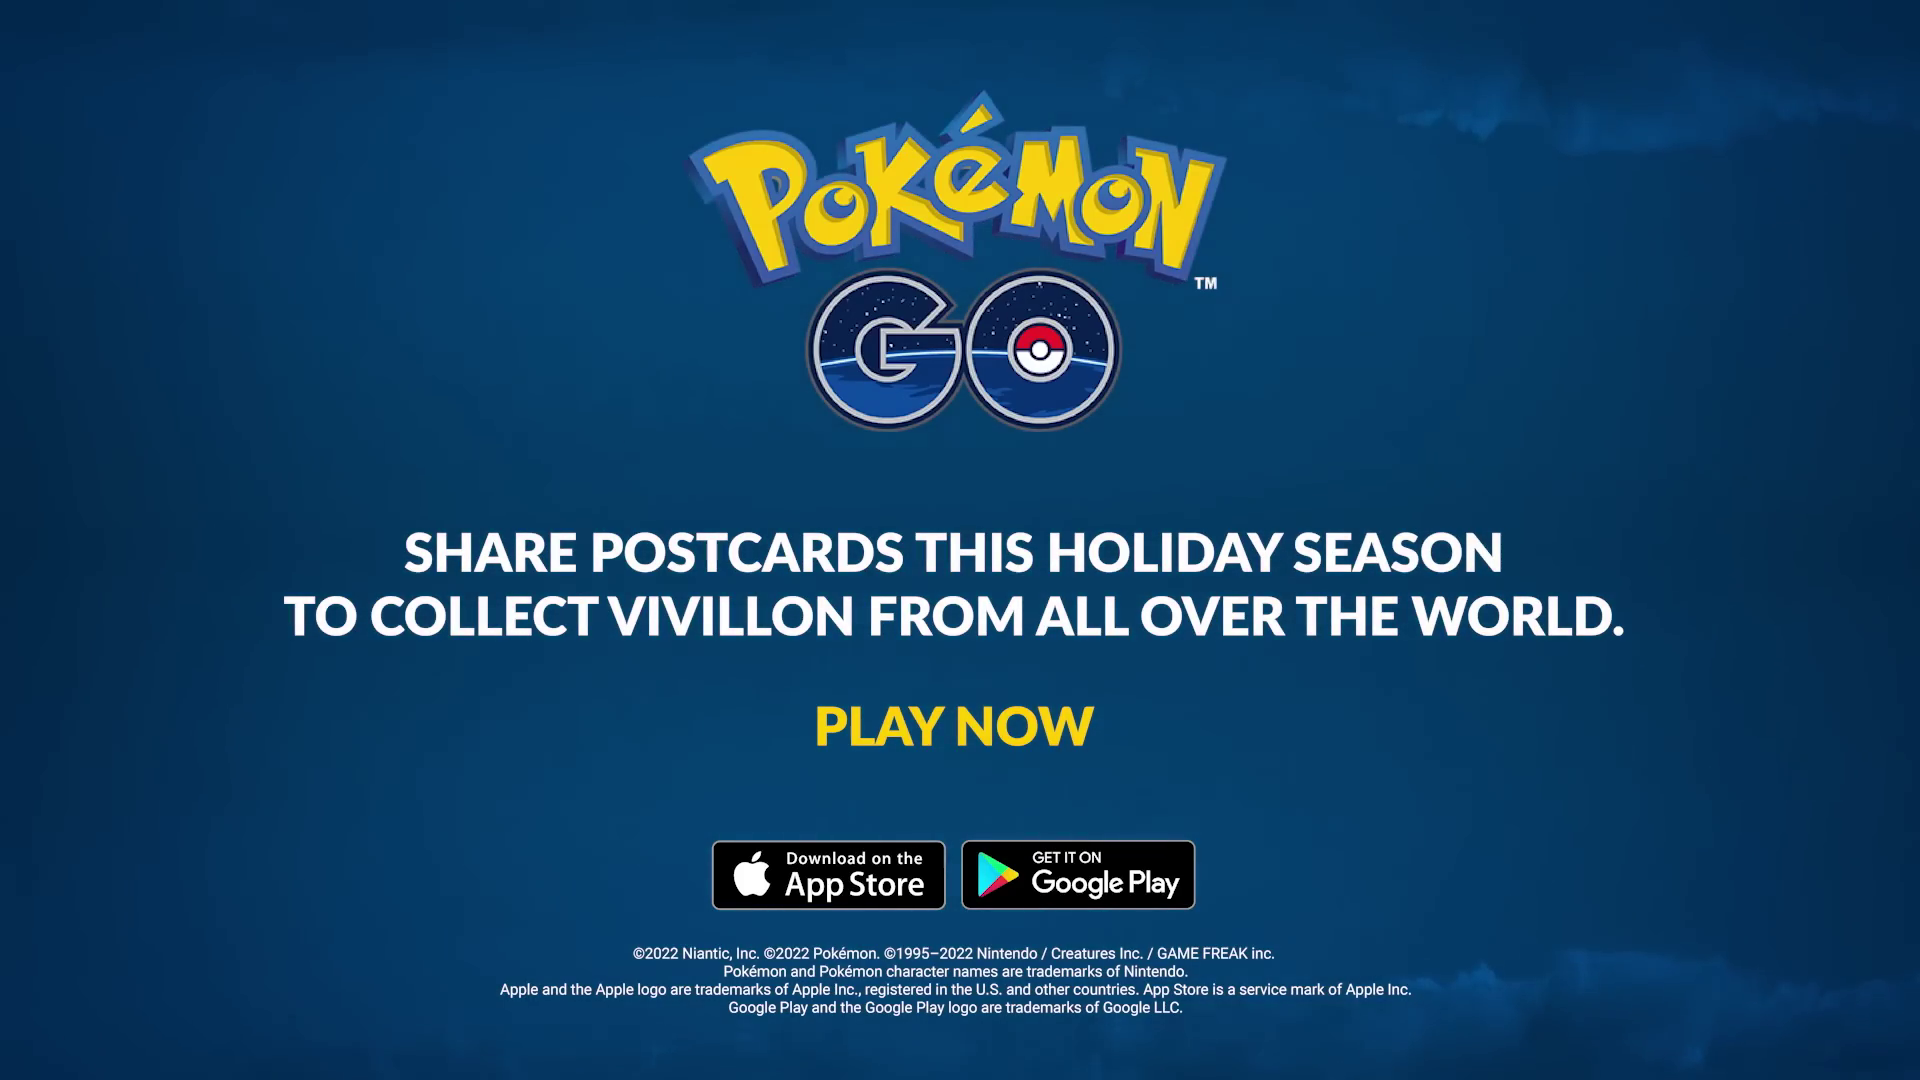 POKéMON
TM
GO
SHARE POSTCARDS THIS HOLIDAY SEASON
TO COLLECT VIVILLON FROM ALL OVER THE WORLD.
PLAY NOW
Download on the
App Store
GET IT ON
Google Play
©2022 Niantic, Inc. ©2022 Pokémon. ©1995–2022 Nintendo / Creatures Inc. / GAME FREAK inc.
Pokémon and Pokémon character names are trademarks of Nintendo.
Apple and the Apple logo are trademarks of Apple Inc., registered in the U.S. and other countries. App Store is a service mark of Apple Inc.
Google Play and the Google Play logo are trademarks of Google LLC.